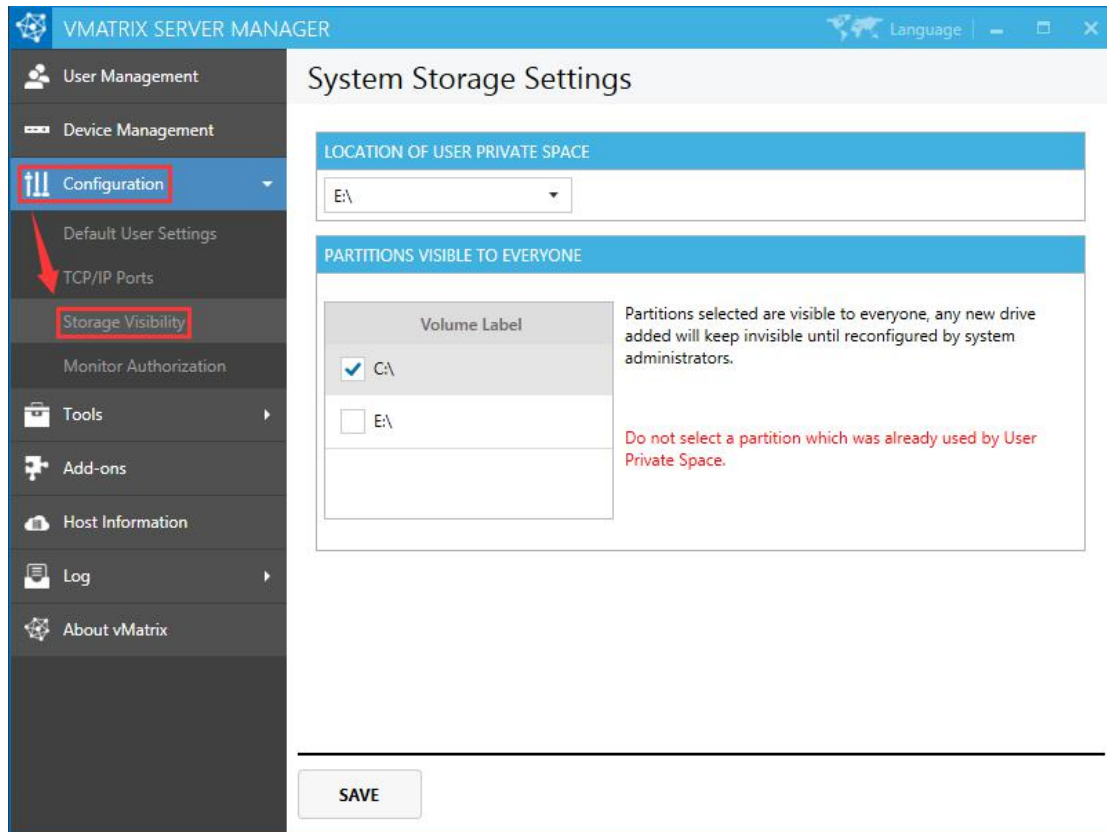 VMATRIX SERVER MANAGER
Language
User Management
Device Management
Configuration
Default User Settings
TCP/IP Ports
Storage Visibility
Monitor Authorization
Tools
Add-ons
Host Information
Log
About vMatrix
System Storage Settings
LOCATION OF USER PRIVATE SPACE
E:\
PARTITIONS VISIBLE TO EVERYONE
Volume Label
C:\
E:\
Partitions selected are visible to everyone, any new drive
added will keep invisible until reconfigured by system
administrators.
Do not select a partition which was already used by User
Private Space.
SAVE